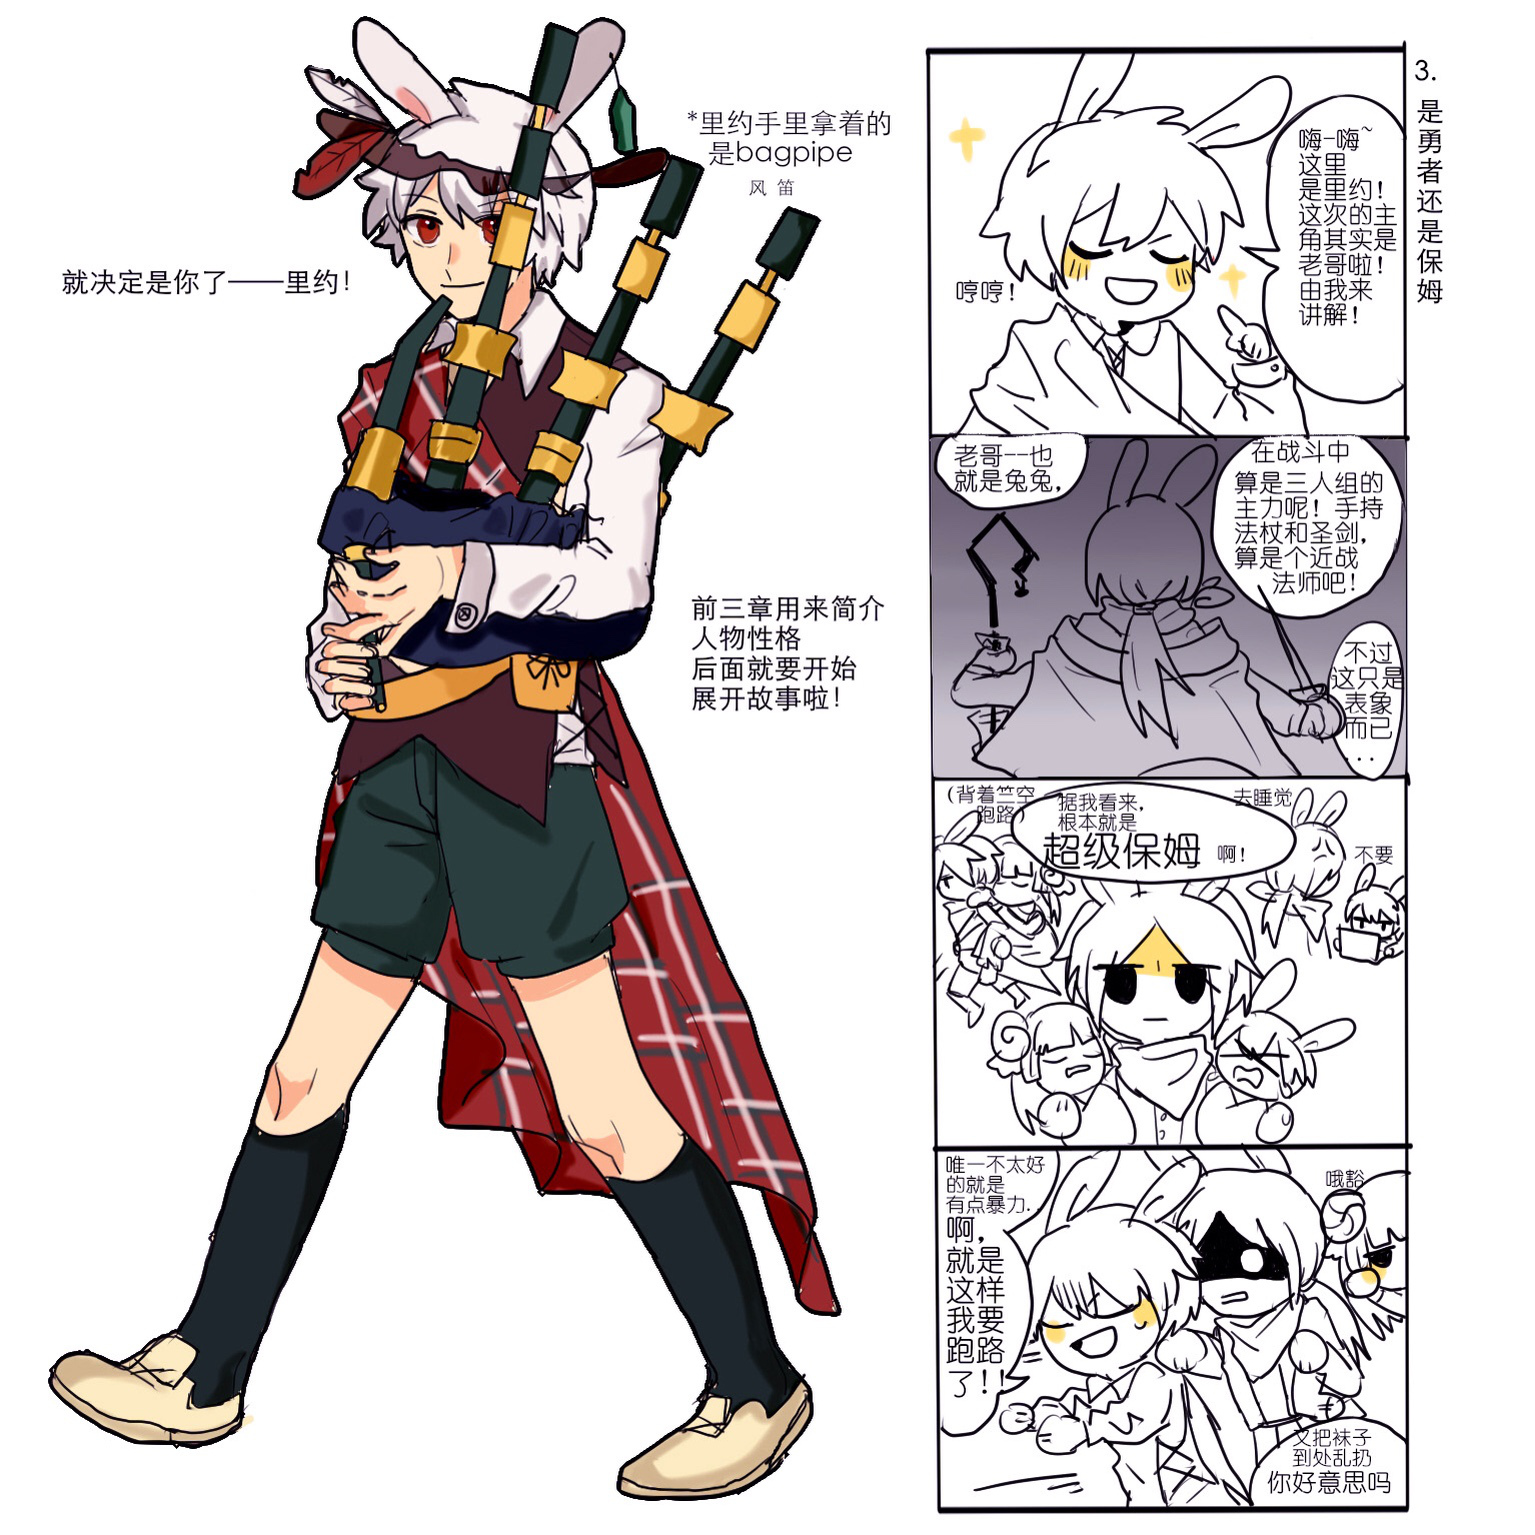 *里约手里拿着的
是bagpipe
风笛
就决定是你了——里约！
前三章用来简介
人物性格
后面就要开始
展开故事啦！
3.是勇者还是保姆
嗨-嗨~
这里
是里约！
这次的主
角其实是
老哥啦！
由我来
讲解！
哼哼！
老哥--也
就是兔兔，
在战斗中
算是三人组的
主力呢！手持
法杖和圣剑，
算是个近战
法师吧！
不过
这只是
表象
而已
..
(背着竺空
跑路)
据我看来，
根本就是
超级保姆 啊！
去睡觉
不要
唯一不太好
的就是
有点暴力..
啊，
就是
这样
我要
跑路
了！！
哦豁
又把袜子
到处乱扔
你好意思吗